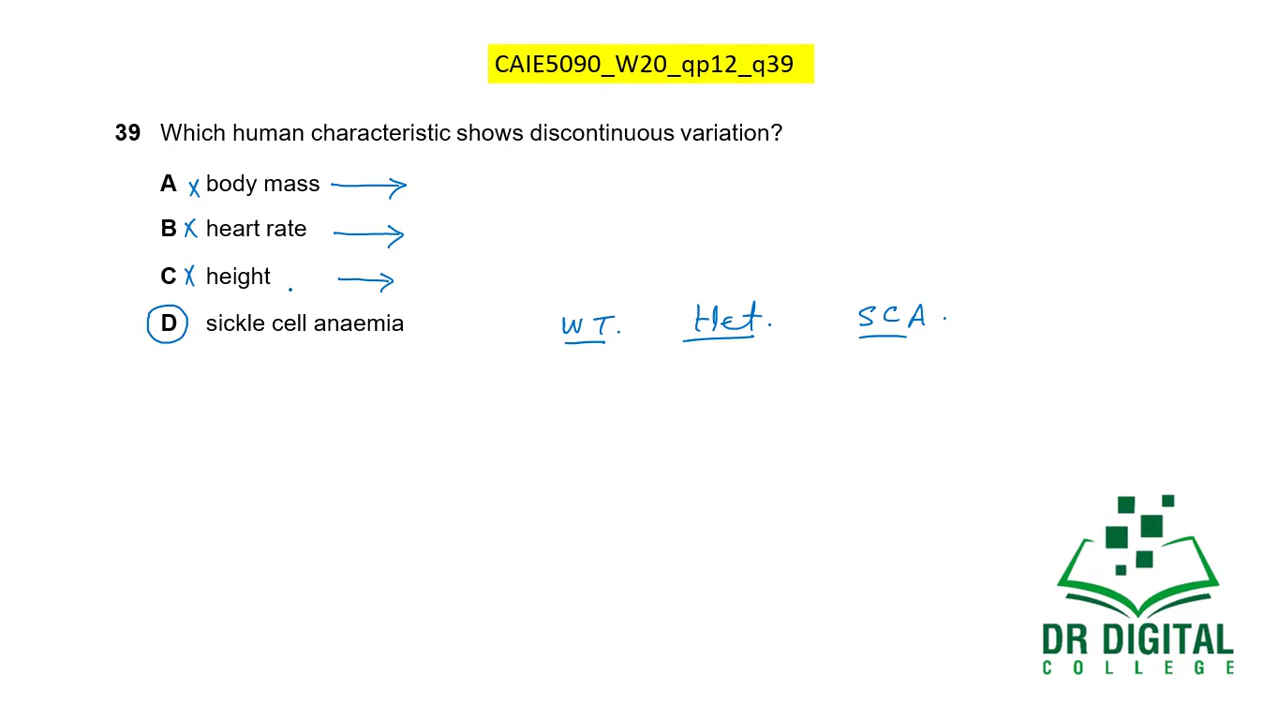 CAIE5090_W20_qp12_q39
39 Which human characteristic shows discontinuous variation?
A x body mass
B x heart rate
C x height
D sickle cell anaemia
WT. Het. SCA.
DR DIGITAL
COLLEGE